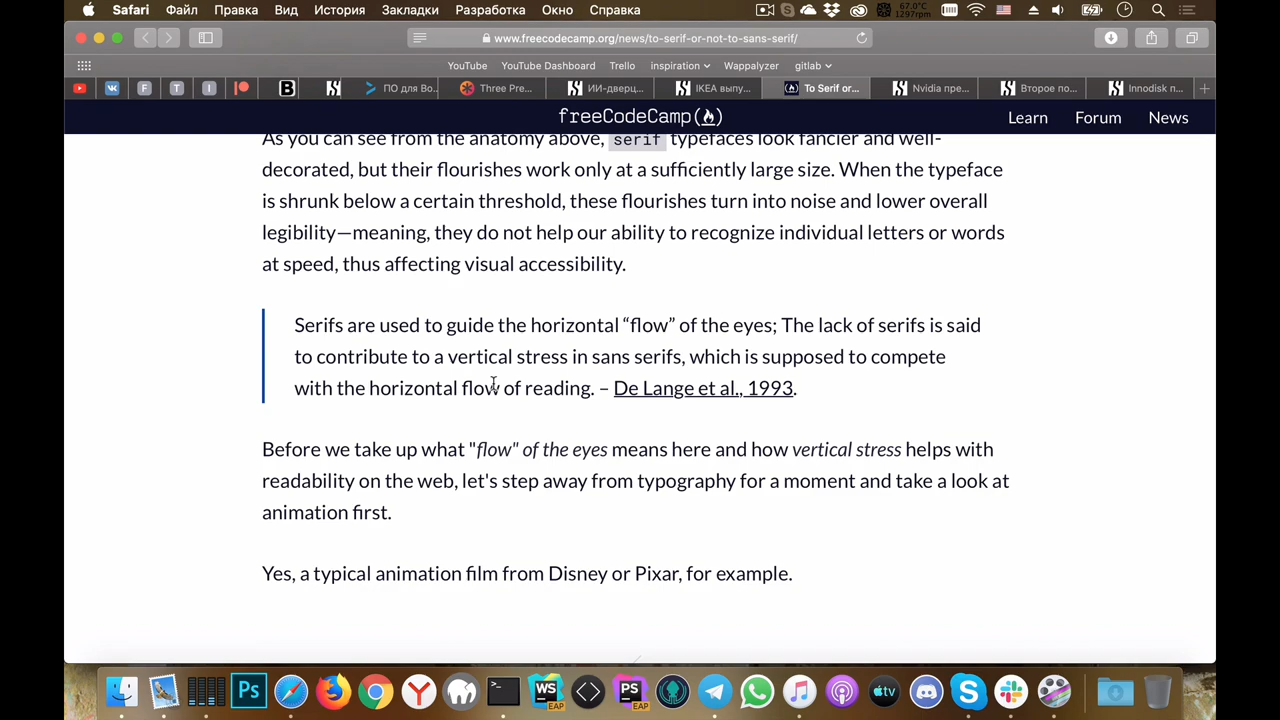 Safari Файл Правка Вид История Закладки Разработка Окно Справка
67.0°C
1297rpm
www.freecodecamp.org/news/to-serif-or-not-to-sans-serif/
YouTube YouTube Dashboard Trello inspiration Wappalyzer gitlab
F T I B ПО для Во... Three Pre... ИИ-дверц... IKEA выпу... To Serif or... Nvidia пре... Второе по... Innodisk п...
freeCodeCamp
Learn Forum News
As you can see from the anatomy above, serif typefaces look fancier and well-
decorated, but their flourishes work only at a sufficiently large size. When the typeface
is shrunk below a certain threshold, these flourishes turn into noise and lower overall
legibility—meaning, they do not help our ability to recognize individual letters or words
at speed, thus affecting visual accessibility.
Serifs are used to guide the horizontal “flow” of the eyes; The lack of serifs is said
to contribute to a vertical stress in sans serifs, which is supposed to compete
with the horizontal flow of reading. – De Lange et al., 1993.
Before we take up what "flow" of the eyes means here and how vertical stress helps with
readability on the web, let's step away from typography for a moment and take a look at
animation first.
Yes, a typical animation film from Disney or Pixar, for example.
Ps WS EAP PS EAP tv